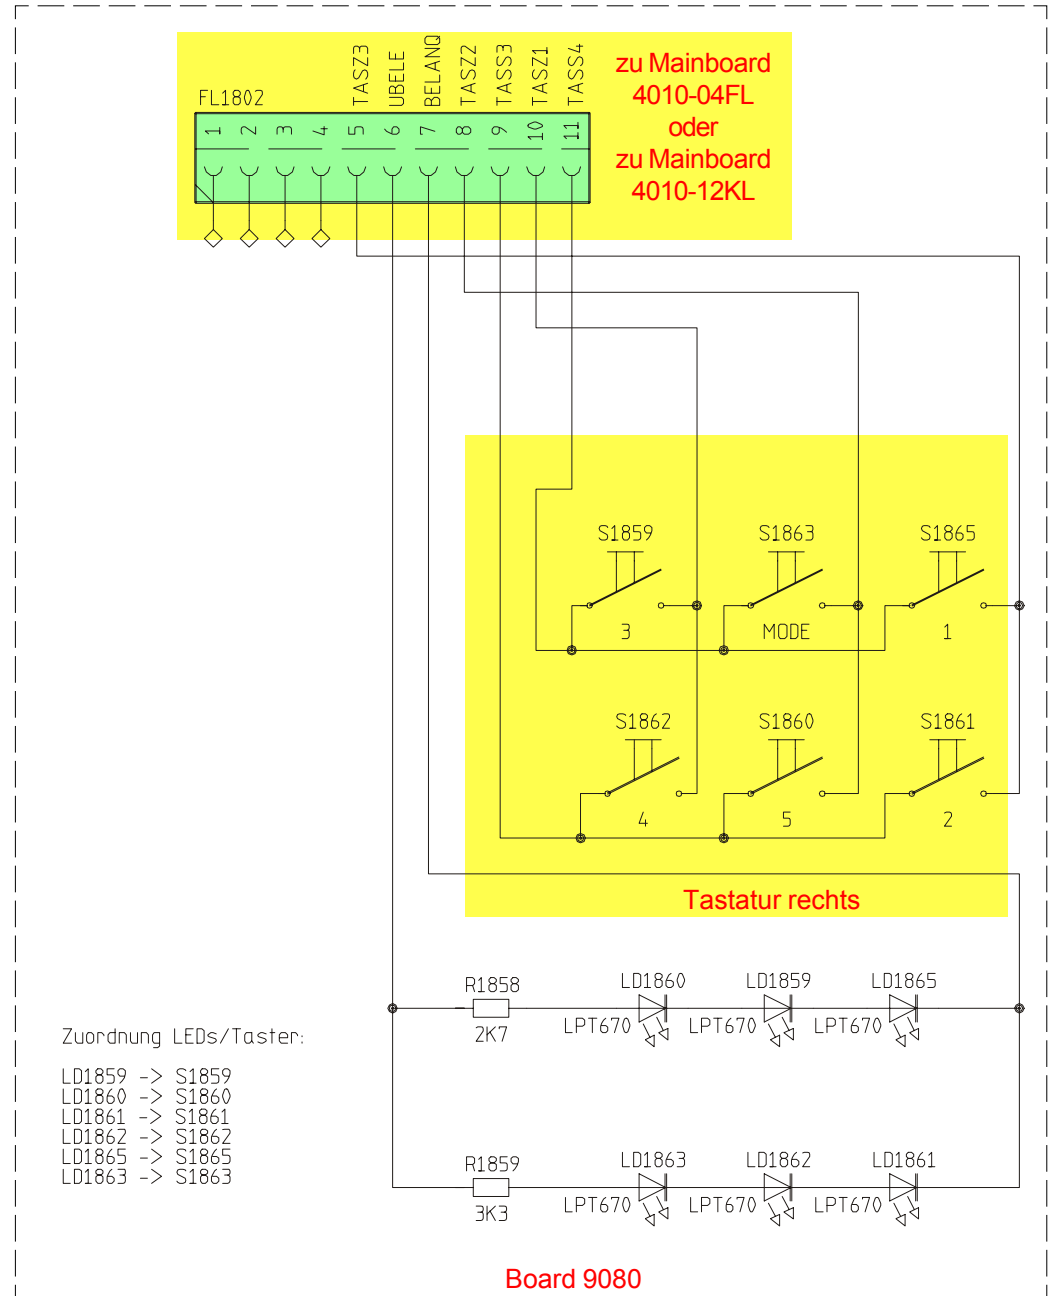 FL1802
TASZ3
UBELE
BELANQ
TASZ2
TASS3
TASZ1
TASS4
1 2 3 4 5 6 7 8 9 10 11
zu Mainboard
4010-04FL
oder
zu Mainboard
4010-12KL
S1859 S1863 S1865
3 MODE 1
S1862 S1860 S1861
4 5 2
Tastatur rechts
R1858 LD1860 LD1859 LD1865
2K7 LPT670 LPT670 LPT670
Zuordnung LEDs/Taster:
LD1859 -> S1859
LD1860 -> S1860
LD1861 -> S1861
LD1862 -> S1862
LD1865 -> S1865
LD1863 -> S1863
R1859 LD1863 LD1862 LD1861
3K3 LPT670 LPT670 LPT670
Board 9080